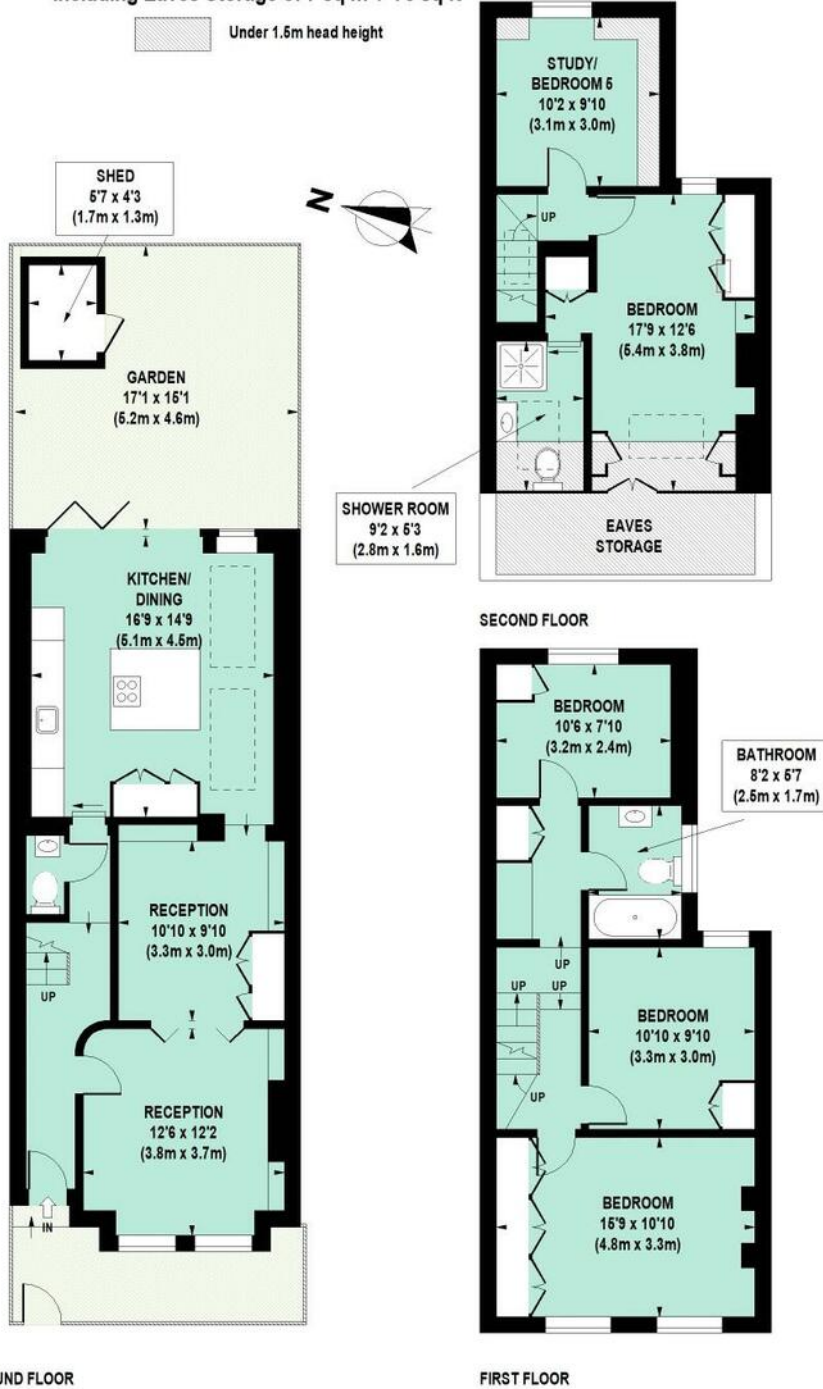 Under 1.5m head height
STUDY/
BEDROOM 5
10'2 x 9'10
(3.1m x 3.0m)
SHED
5'7 x 4'3
(1.7m x 1.3m)
N
UP
BEDROOM
17'9 x 12'6
(5.4m x 3.8m)
GARDEN
17'1 x 15'1
(5.2m x 4.6m)
SHOWER ROOM
9'2 x 5'3
(2.8m x 1.6m)
EAVES
STORAGE
SECOND FLOOR
KITCHEN/
DINING
16'9 x 14'9
(5.1m x 4.5m)
BEDROOM
10'6 x 7'10
(3.2m x 2.4m)
BATHROOM
8'2 x 5'7
(2.5m x 1.7m)
RECEPTION
10'10 x 9'10
(3.3m x 3.0m)
UP
UP
UP
UP
UP
BEDROOM
10'10 x 9'10
(3.3m x 3.0m)
RECEPTION
12'6 x 12'2
(3.8m x 3.7m)
BEDROOM
15'9 x 10'10
(4.8m x 3.3m)
IN
UND FLOOR
FIRST FLOOR